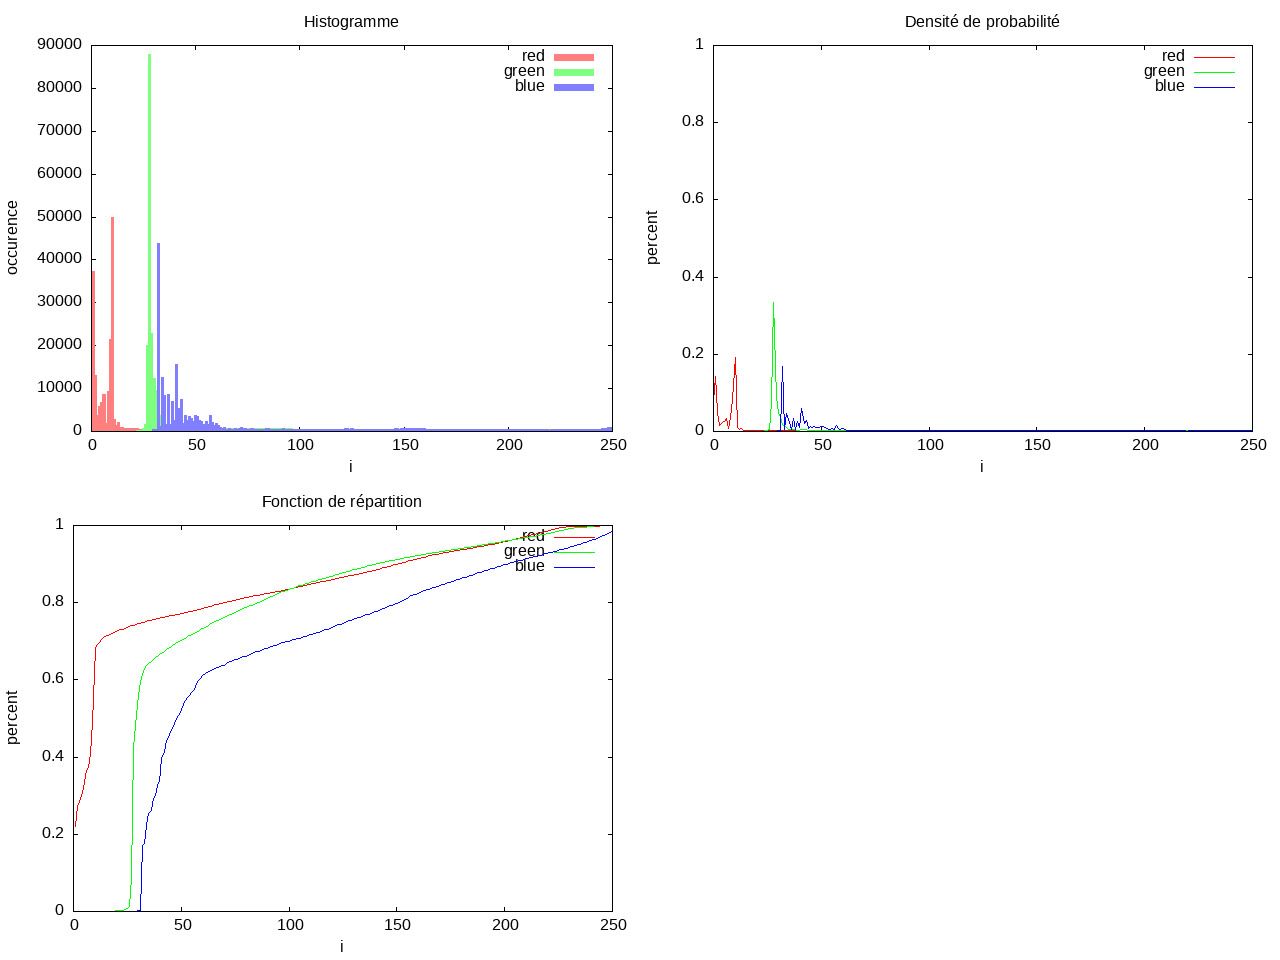 Histogramme
90000
80000
70000
60000
50000
40000
30000
20000
10000
0
occurence
red
green
blue
0 50 100 150 200 250
i
Densité de probabilité
1
0.8
0.6
0.4
0.2
0
percent
red
green
blue
0 50 100 150 200 250
i
Fonction de répartition
1
0.8
0.6
0.4
0.2
0
percent
red
green
blue
0 50 100 150 200 250
i